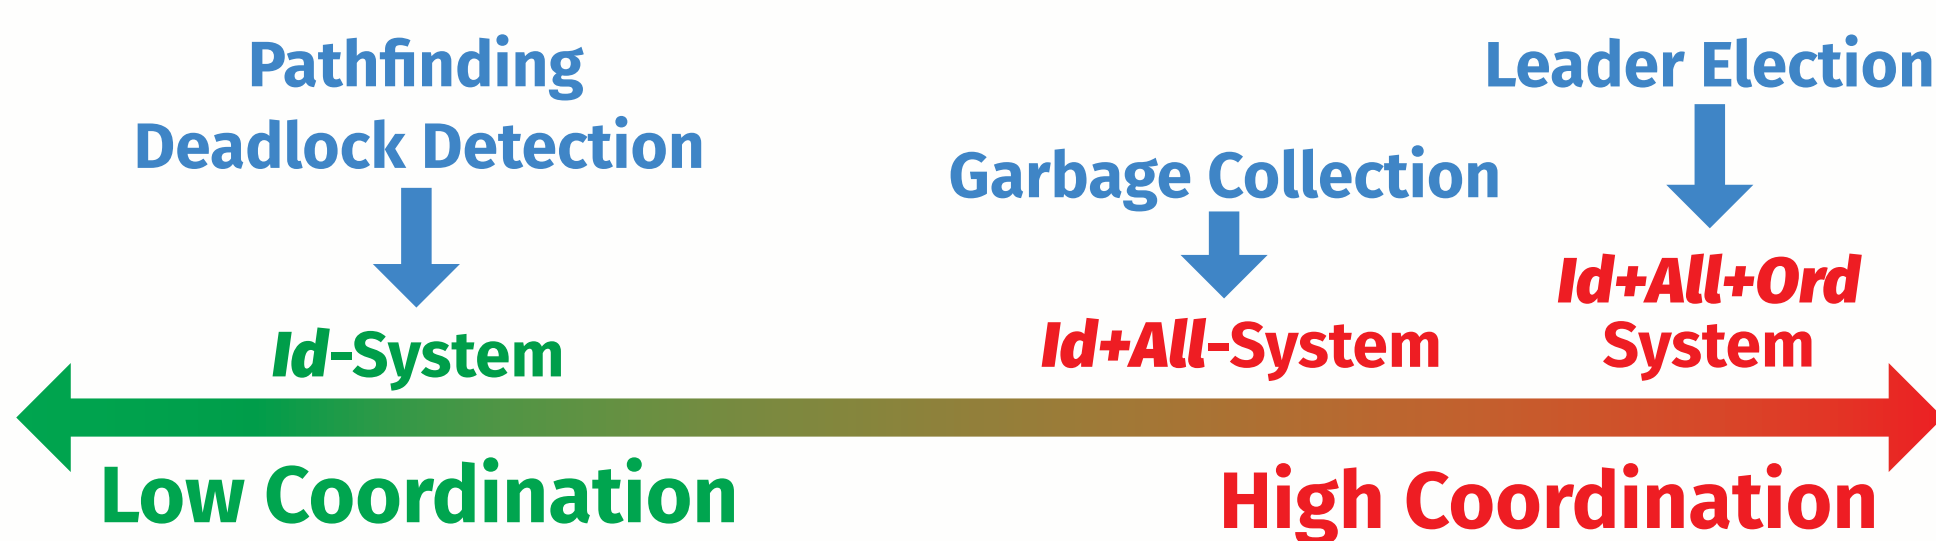 Pathfinding
Deadlock Detection
Garbage Collection
Leader Election
Id-System
Id+All-System
Id+All+Ord
System
Low Coordination
High Coordination